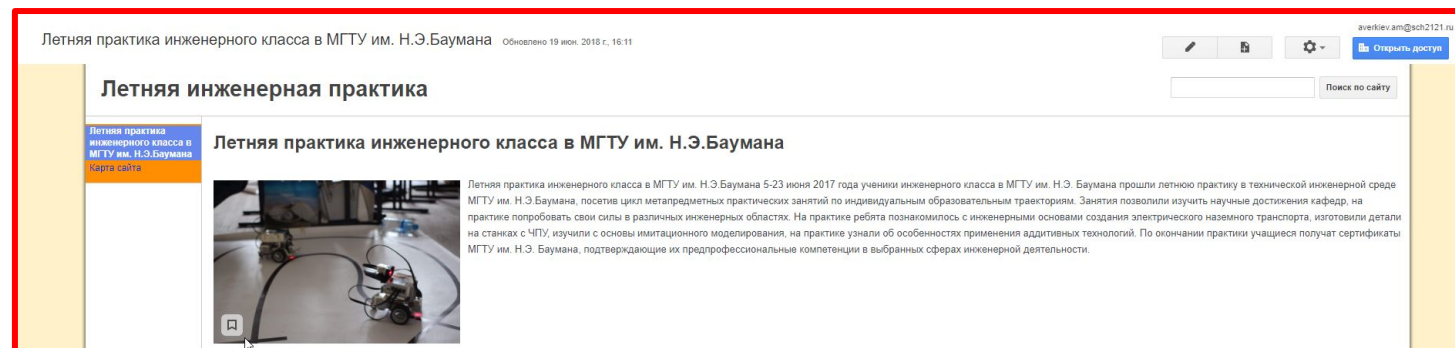 averkiev.am@sch2121.ru
Летняя практика инженерного класса в МГТУ им. Н.Э.Баумана Обновлено 19 июн. 2018 г., 16:11
Открыть доступ
Летняя инженерная практика
Поиск по сайту
Летняя практика
инженерного класса в
МГТУ им. Н.Э.Баумана
Карта сайта
Летняя практика инженерного класса в МГТУ им. Н.Э.Баумана
Летняя практика инженерного класса в МГТУ им. Н.Э.Баумана 5-23 июня 2017 года ученики инженерного класса в МГТУ им. Н.Э. Баумана прошли летнюю практику в технической инженерной среде
МГТУ им. Н.Э.Баумана, посетив цикл метапредметных практических занятий по индивидуальным образовательным траекториям. Занятия позволили изучить научные достижения кафедр, на
практике попробовать свои силы в различных инженерных областях. На практике ребята познакомилось с инженерными основами создания электрического наземного транспорта, изготовили детали
на станках с ЧПУ, изучили с основы имитационного моделирования, на практике узнали об особенностях применения аддитивных технологий. По окончании практики учащиеся получат сертификаты
МГТУ им. Н.Э. Баумана, подтверждающие их предпрофессиональные компетенции в выбранных сферах инженерной деятельности.